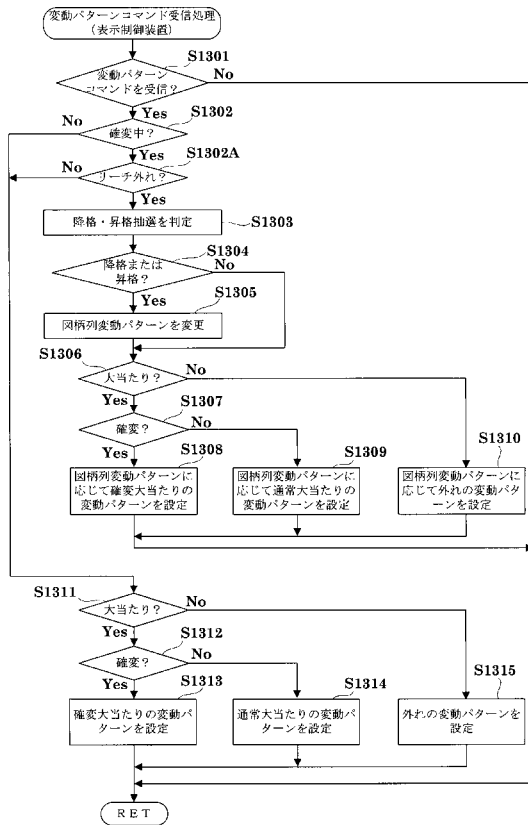 変動パターンコマンド受信処理
(表示制御装置)
S1301
変動パターン
コマンドを受信？
No
Yes
S1302
No
確変中？
Yes
S1302A
No
リーチ外れ？
Yes
降格・昇格抽選を判定
S1303
S1304
降格または
昇格？
No
Yes
S1305
図柄列変動パターンを変更
S1306
大当たり？
No
Yes
S1307
確変？
No
Yes
S1308
S1309
S1310
図柄列変動パターンに
応じて確変大当たりの
変動パターンを設定
図柄列変動パターンに
応じて通常大当たりの
変動パターンを設定
図柄列変動パターン
に応じて外れの変動パタ
ーンを設定
S1311
大当たり？
No
Yes
S1312
確変？
No
Yes
S1313
S1314
S1315
確変大当たりの変動パ
ターンを設定
通常大当たりの変動パ
ターンを設定
外れの変動パターンを
設定
RET